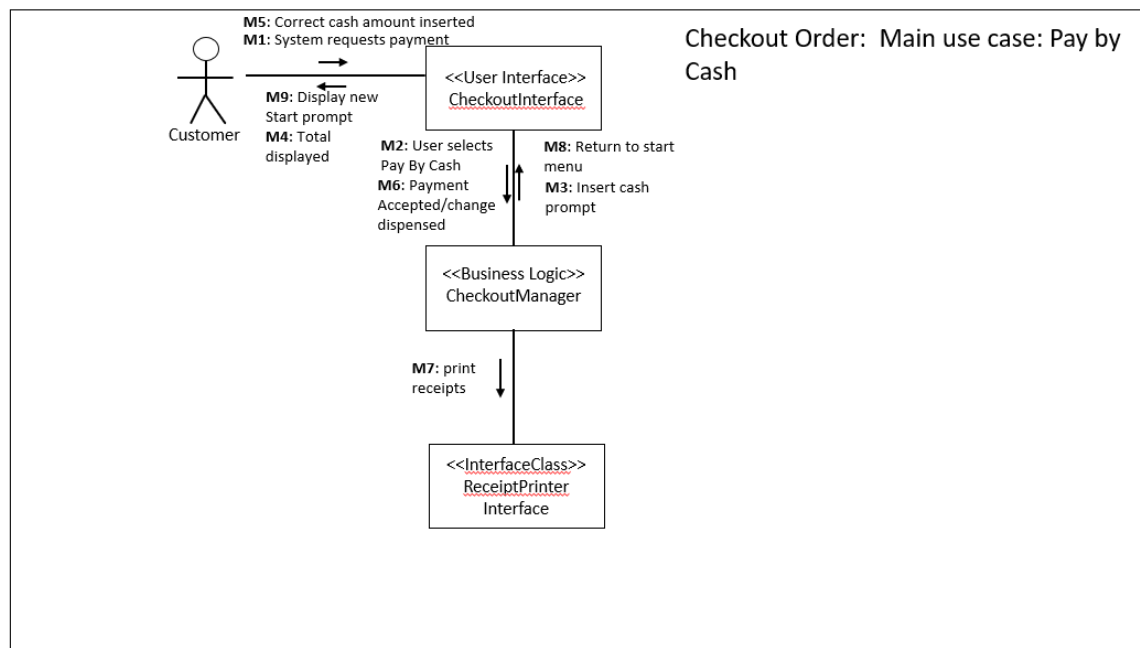 M5: Correct cash amount inserted
M1: System requests payment
Checkout Order:  Main use case: Pay by
Cash
<<User Interface>>
CheckoutInterface
Customer
M9: Display new
Start prompt
M4: Total
displayed
M2: User selects
Pay By Cash
M6: Payment
Accepted/change
dispensed
M8: Return to start
menu
M3: Insert cash
prompt
<<Business Logic>>
CheckoutManager
M7: print
receipts
<<InterfaceClass>>
ReceiptPrinter
Interface